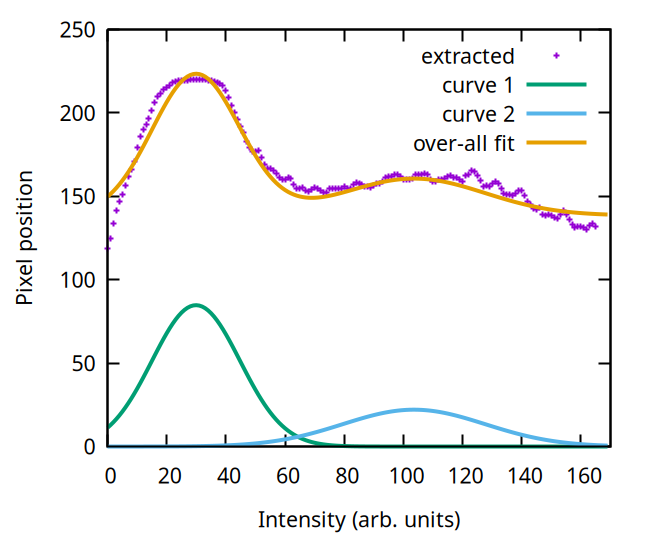 250
200
150
100
50
0
Pixel position
extracted
curve 1
curve 2
over-all fit
0 20 40 60 80 100 120 140 160
Intensity (arb. units)